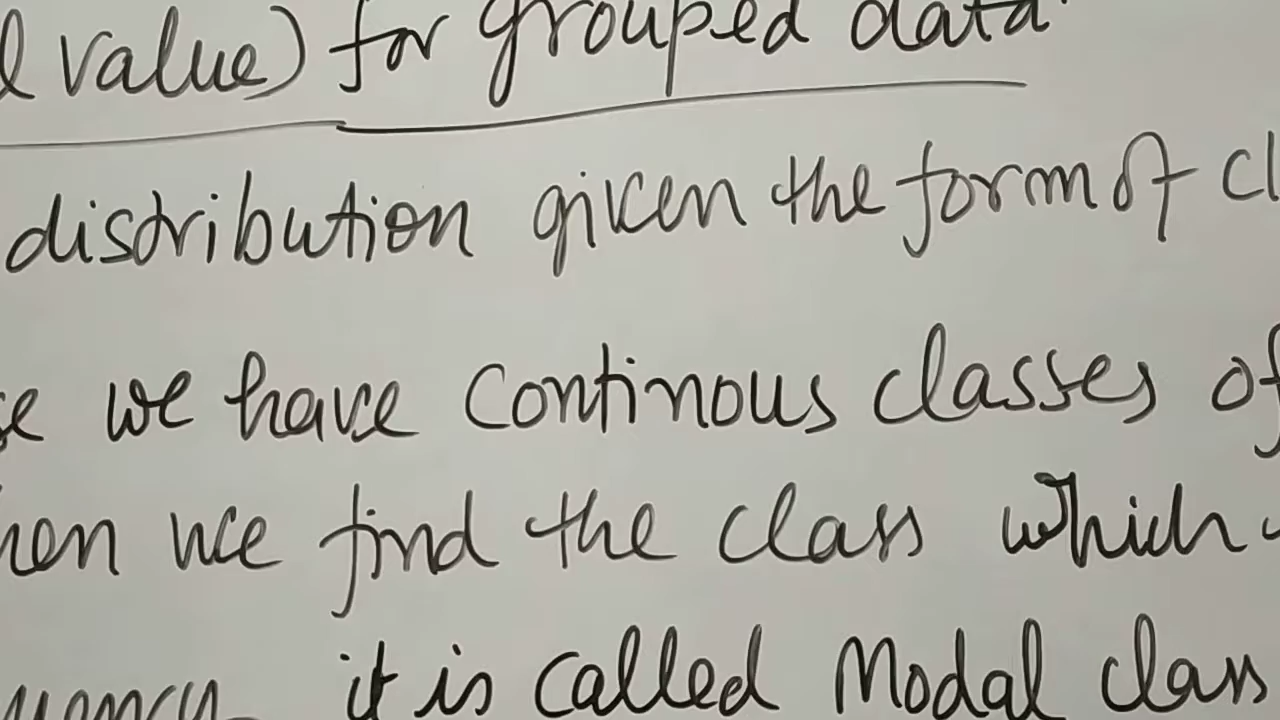 value) for grouped data
distribution given the form of cl
we have continous classes of
we find the class which
it is called Modal class